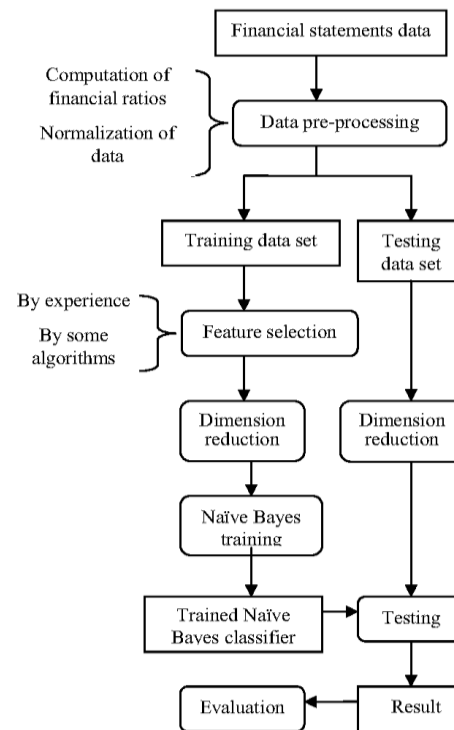 Financial statements data
Computation of
financial ratios
Normalization of
data
Data pre-processing
Training data set
Testing
data set
By experience
By some
algorithms
Feature selection
Dimension
reduction
Dimension
reduction
Naïve Bayes
training
Trained Naïve
Bayes classifier
Testing
Evaluation
Result